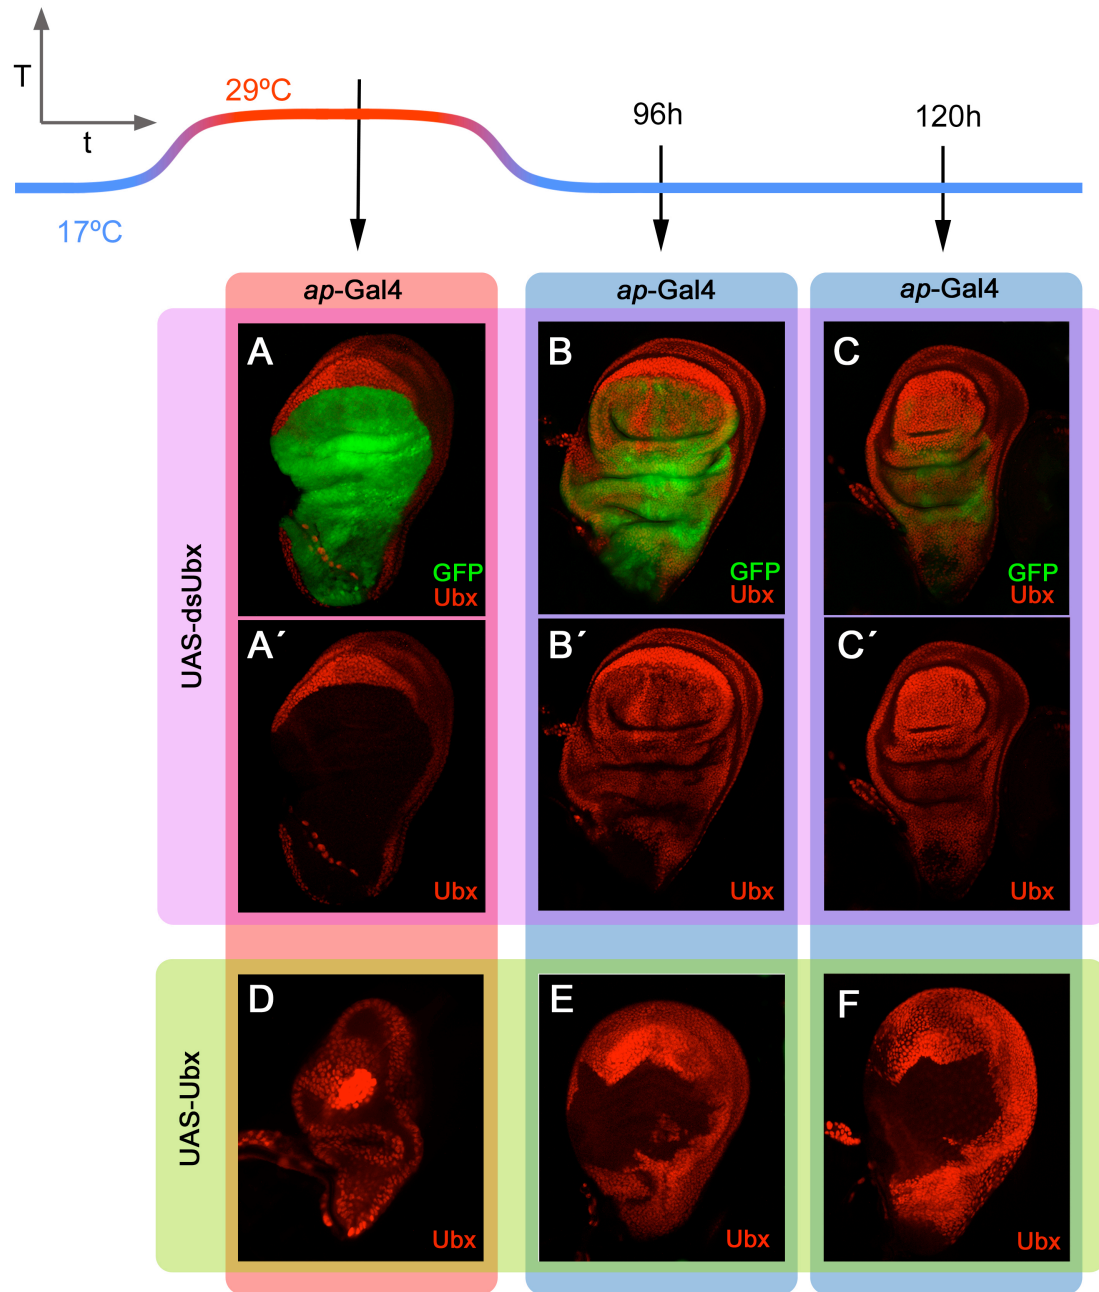 T
29ºC
t
17ºC
96h
120h
ap-Gal4
ap-Gal4
ap-Gal4
UAS-dsUbx
A
GFP
Ubx
B
GFP
Ubx
C
GFP
Ubx
A´
Ubx
B´
Ubx
C´
Ubx
UAS-Ubx
D
Ubx
E
Ubx
F
Ubx